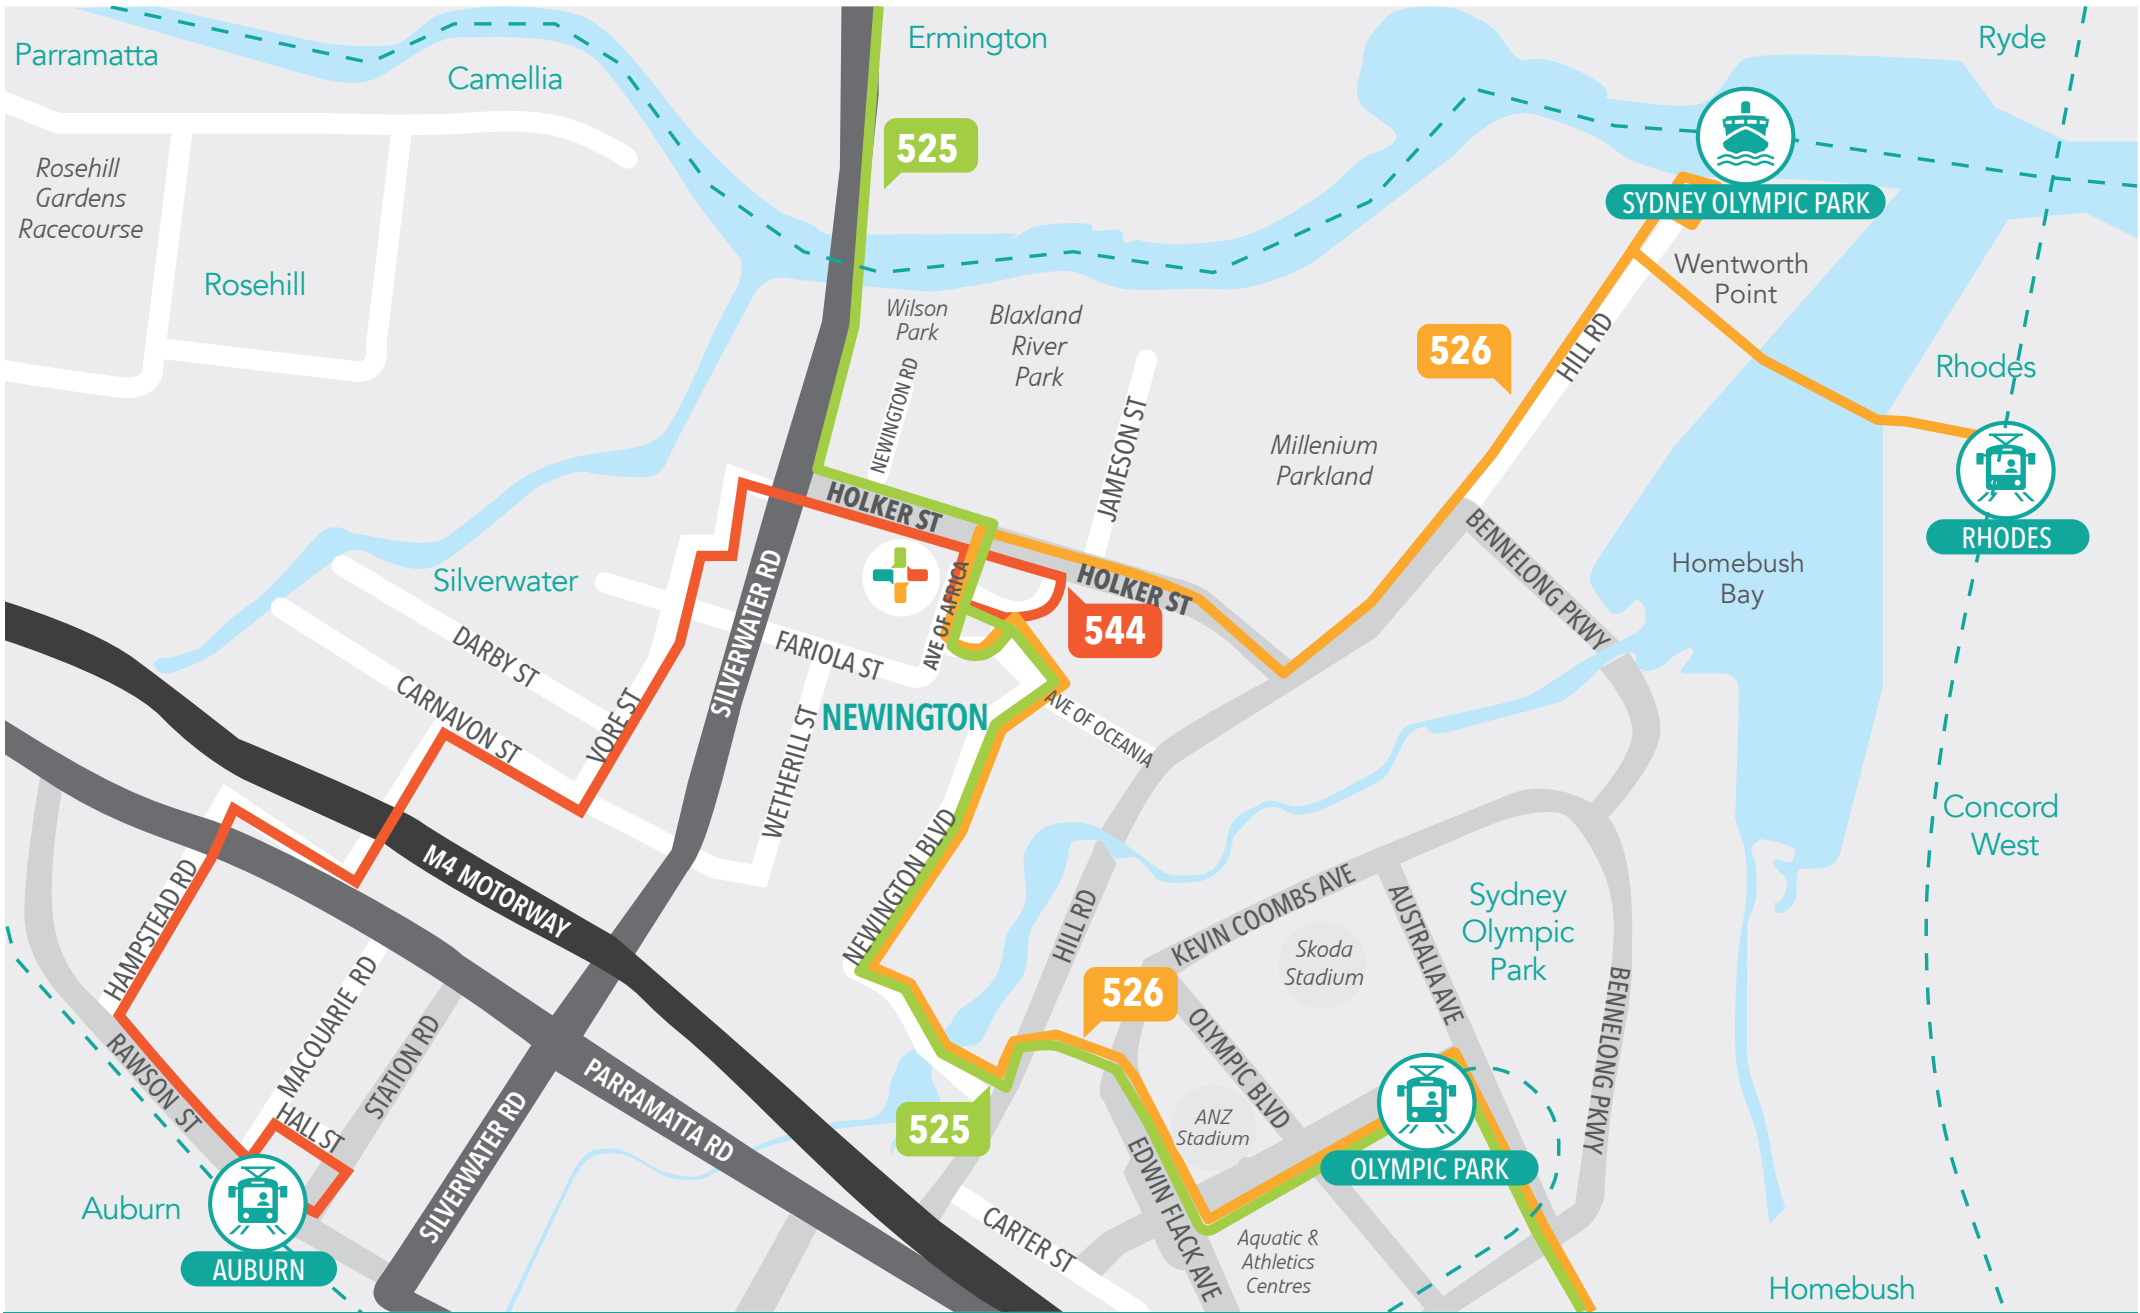 Parramatta
Camellia
Ermington
Ryde
525
Rosehill
Gardens
Racecourse
Rosehill
SYDNEY OLYMPIC PARK
Wentworth
Point
Wilson
Park
Blaxland
River
Park
NEWINGTON RD
JAMESON ST
526
HILL RD
Rhodes
Millenium
Parkland
RHODES
HOLKER ST
HOLKER ST
BENNELONG PKWY
Homebush
Bay
Silverwater
SILVERWATER RD
AVE OF AFRICA
544
DARBY ST
FARIOLA ST
CARNAVON ST
VORE ST
WETHERILL ST
NEWINGTON
AVE OF OCEANIA
Concord
West
M4 MOTORWAY
NEWINGTON BLVD
HILL RD
KEVIN COOMBS AVE
AUSTRALIA AVE
Sydney
Olympic
Park
Skoda
Stadium
HAMPSTEAD RD
MACQUARIE RD
STATION RD
526
OLYMPIC BLVD
BENNELONG PKWY
RAWSON ST
HALL ST
PARRAMATTA RD
SILVERWATER RD
525
ANZ
Stadium
EDWIN FLACK AVE
OLYMPIC PARK
Auburn
AUBURN
CARTER ST
Aquatic &
Athletics
Centres
Homebush